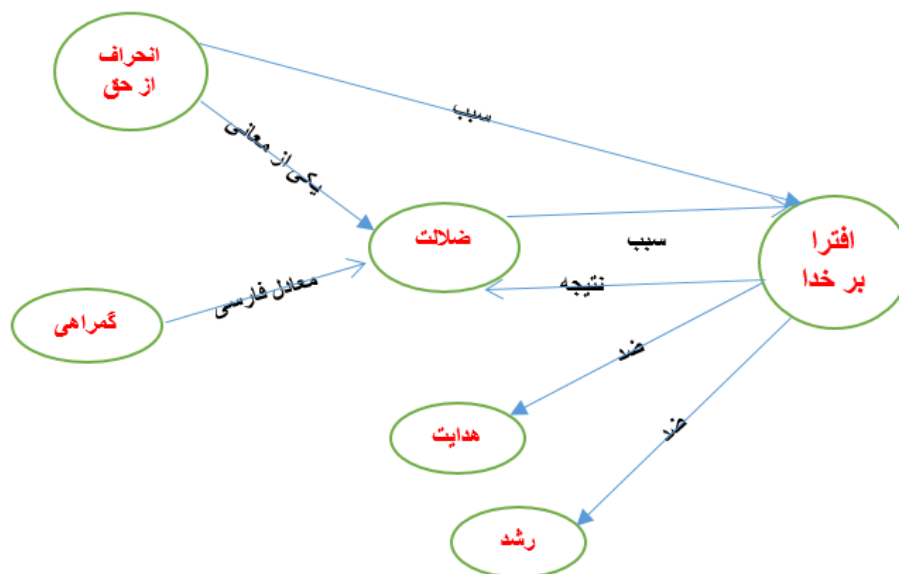 انحراف
از حق
سبب
یکی از معانی
ضلالت
سبب
افترا
بر خدا
نتیجه
معادل فارسی
گمراهی
ضد
هدایت
ضد
رشد